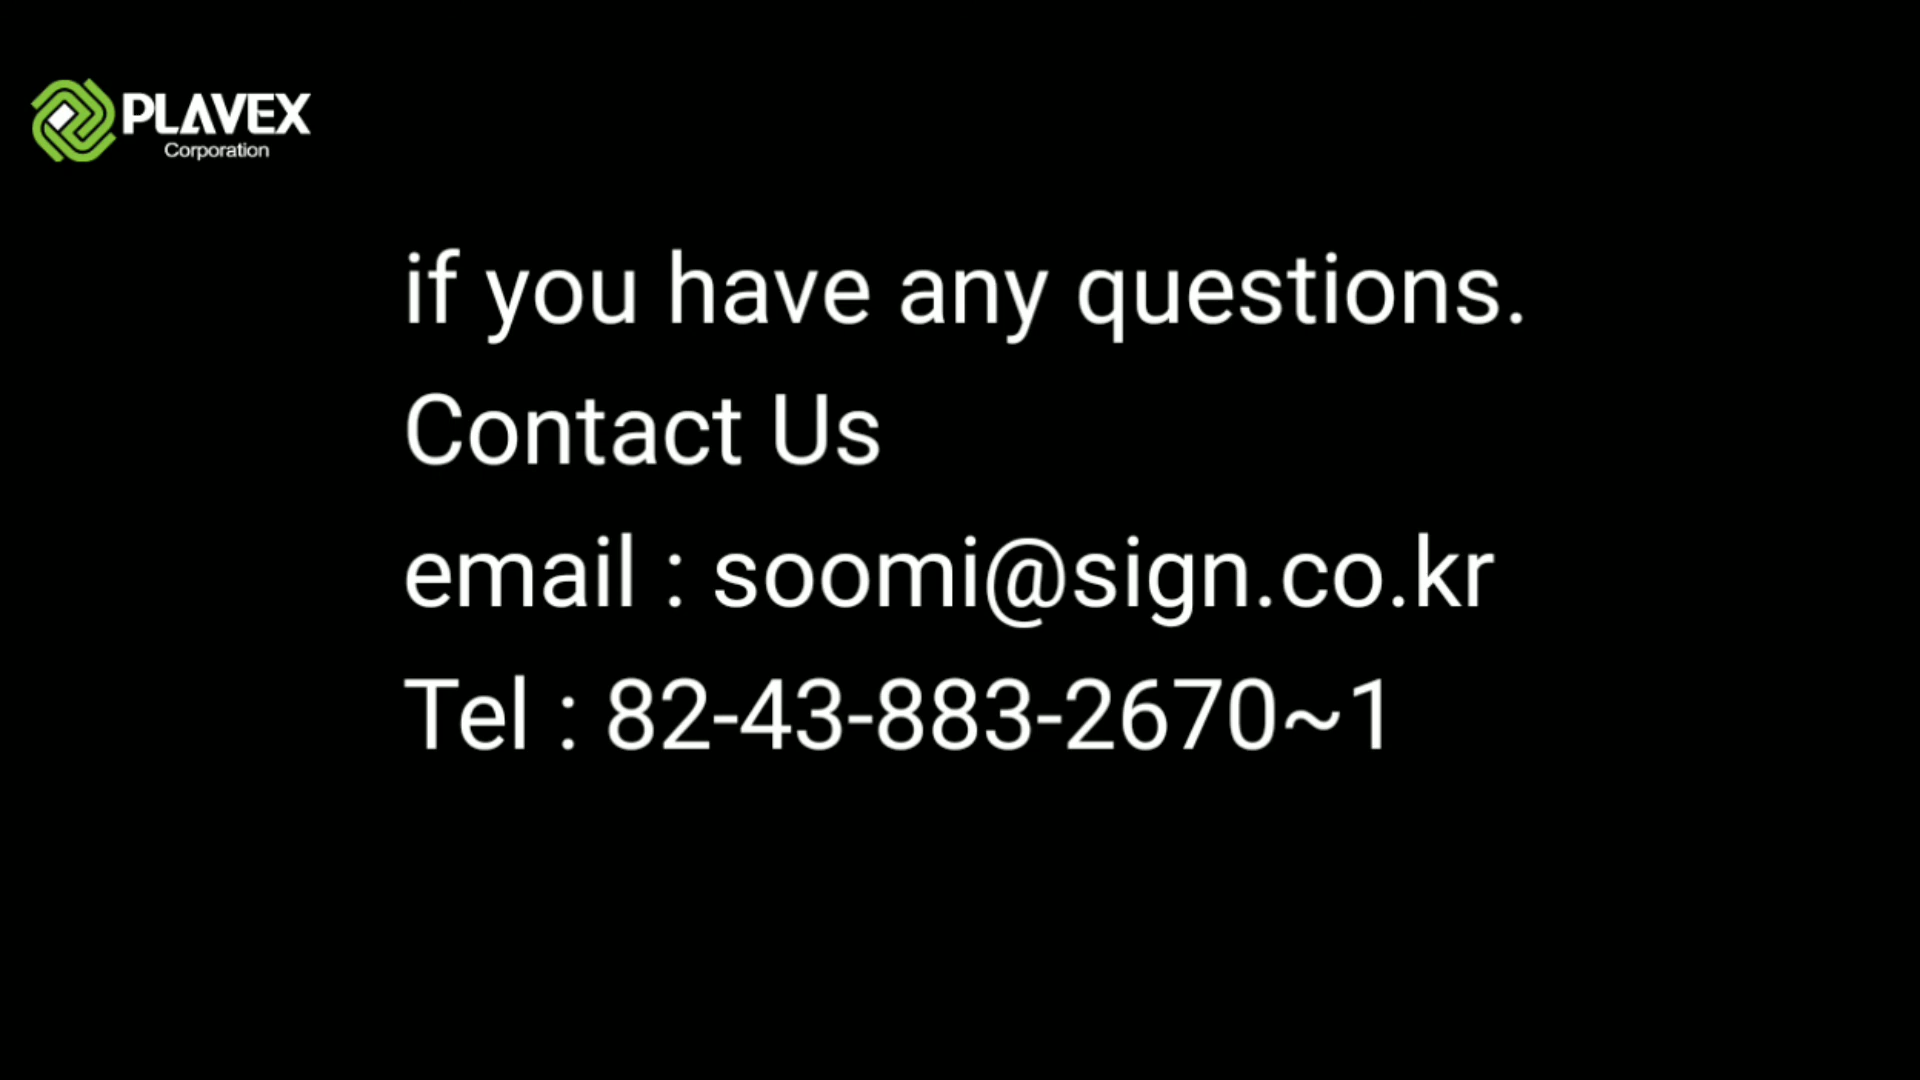 PLAVEX
Corporation
if you have any questions.
Contact Us
email : soomi@sign.co.kr
Tel : 82-43-883-2670~1